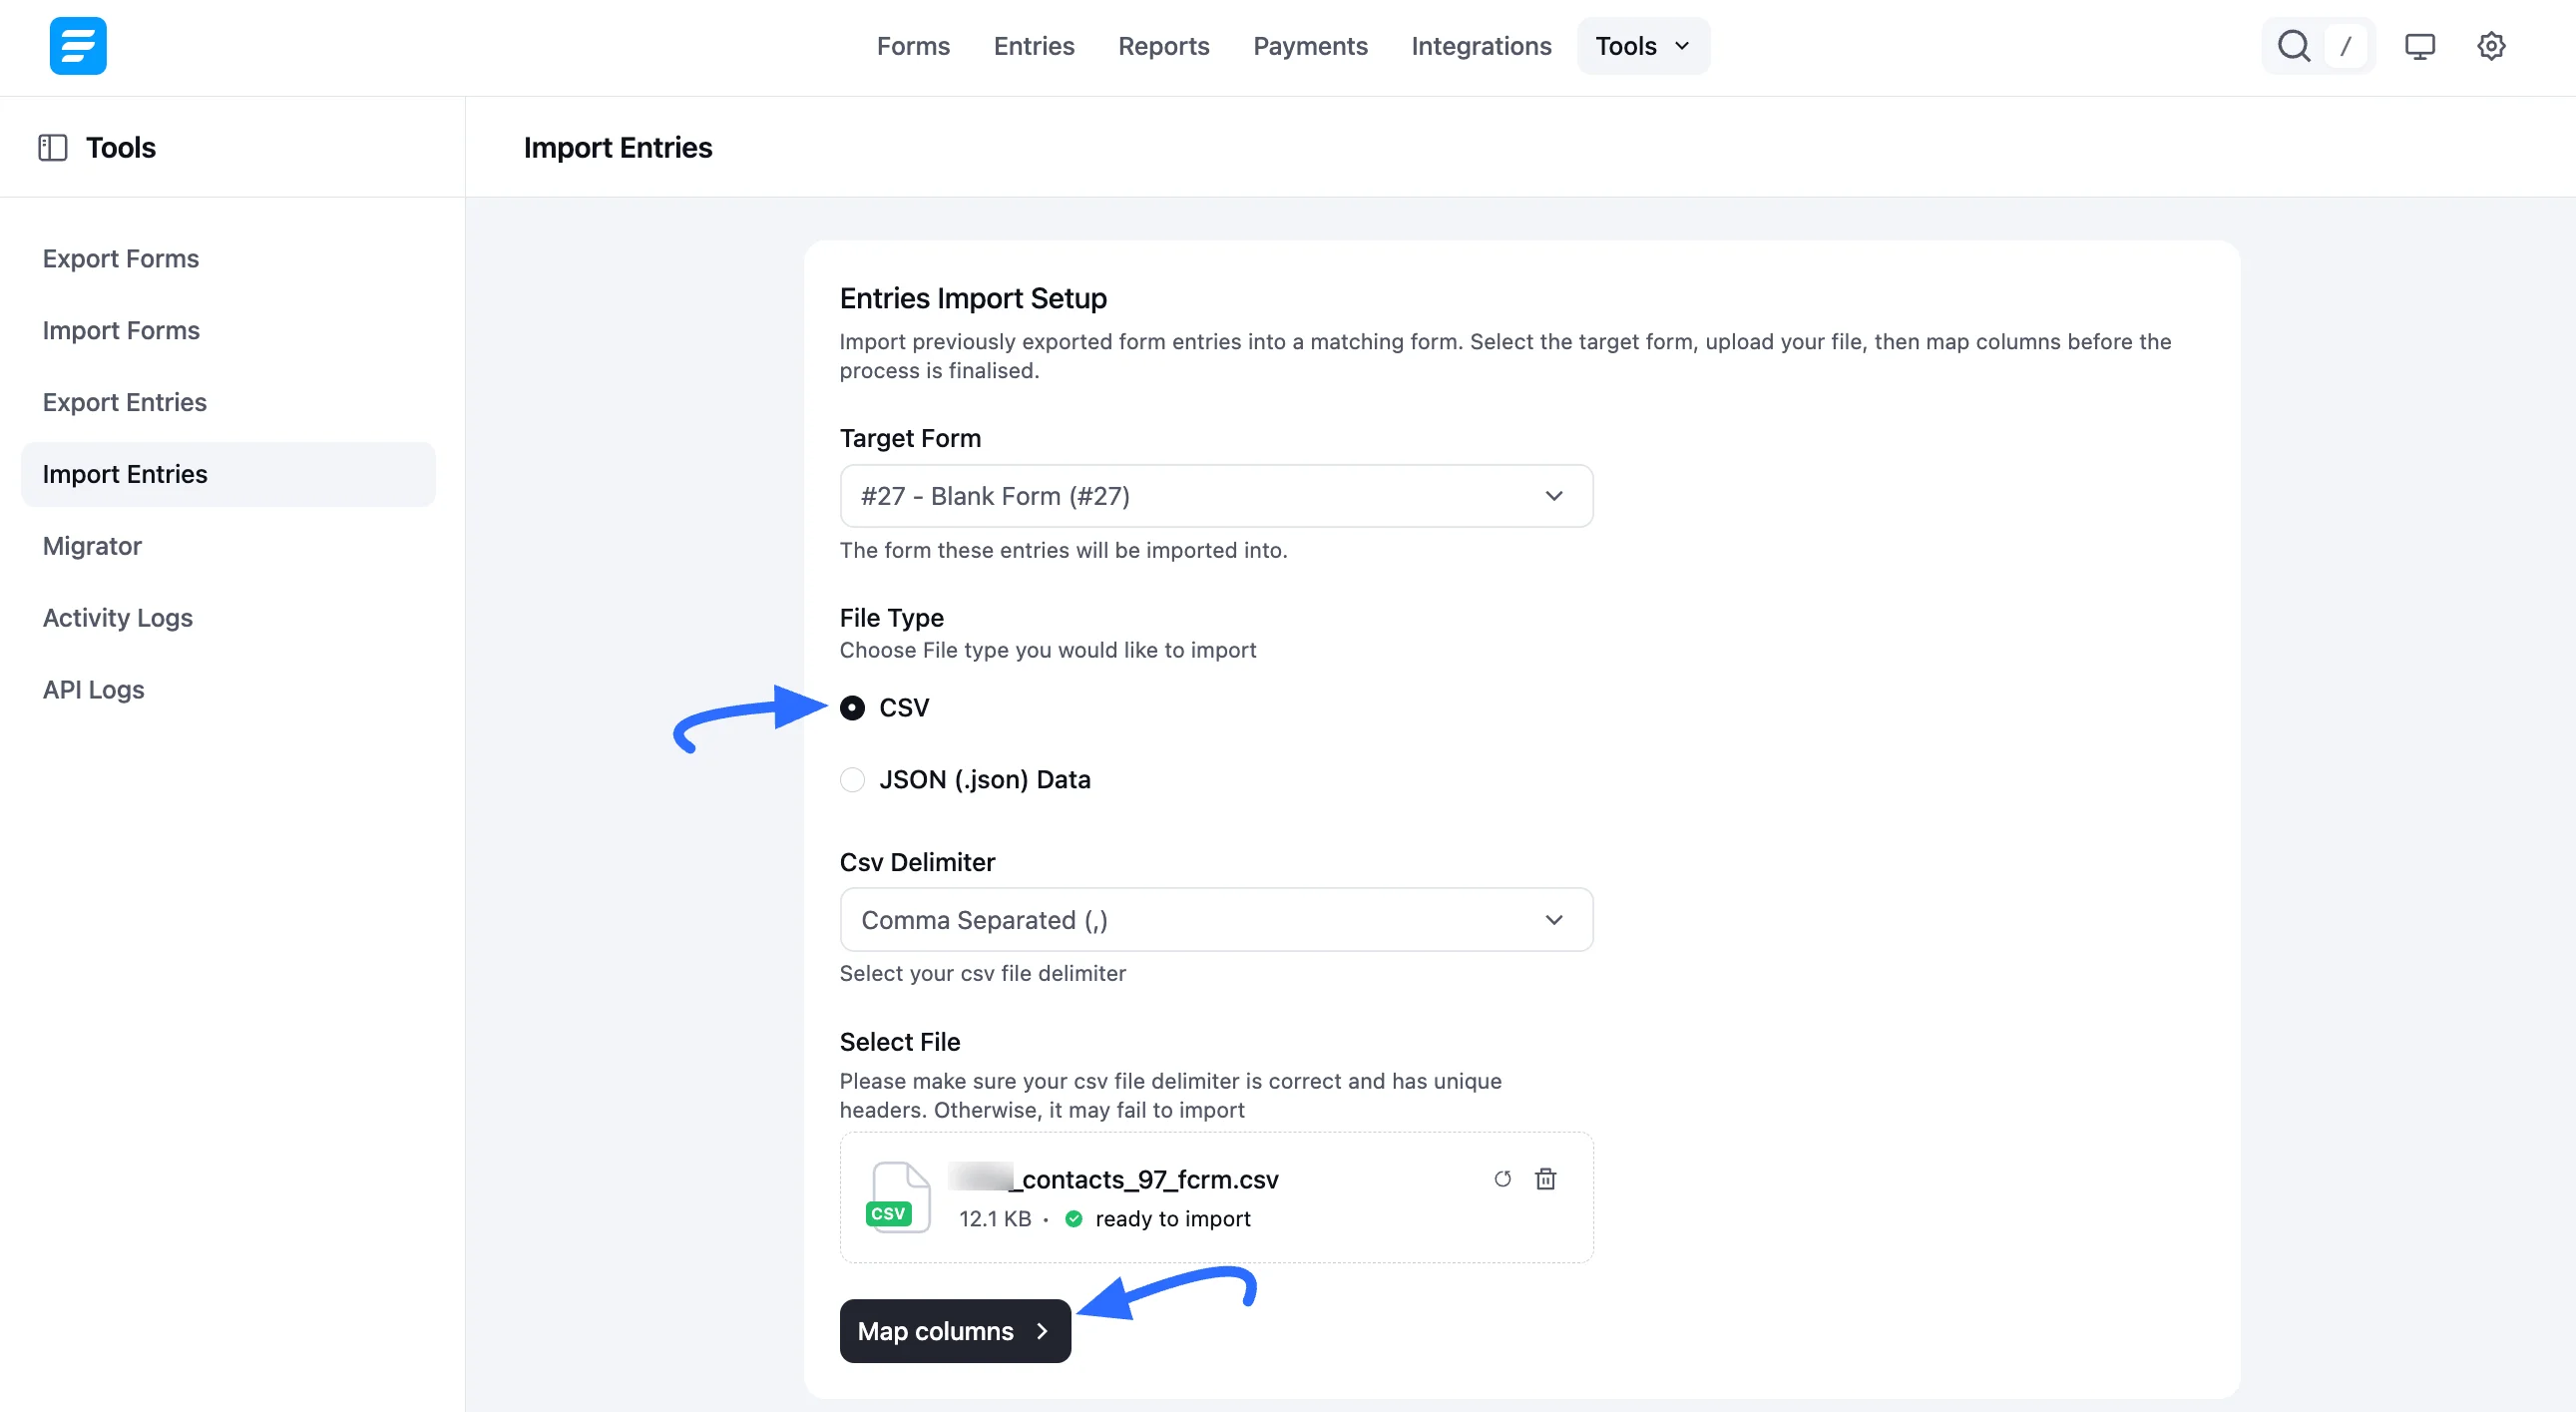 Forms Entries Reports Payments Integrations Tools /
Tools
Import Entries
Export Forms
Import Forms
Export Entries
Import Entries
Migrator
Activity Logs
API Logs
Entries Import Setup
Import previously exported form entries into a matching form. Select the target form, upload your file, then map columns before the
process is finalised.
Target Form
#27 - Blank Form (#27)
The form these entries will be imported into.
File Type
Choose File type you would like to import
CSV
JSON (.json) Data
Csv Delimiter
Comma Separated (,)
Select your csv file delimiter
Select File
Please make sure your csv file delimiter is correct and has unique
headers. Otherwise, it may fail to import
CSV
_contacts_97_fcrm.csv
12.1 KB · ready to import
Map columns